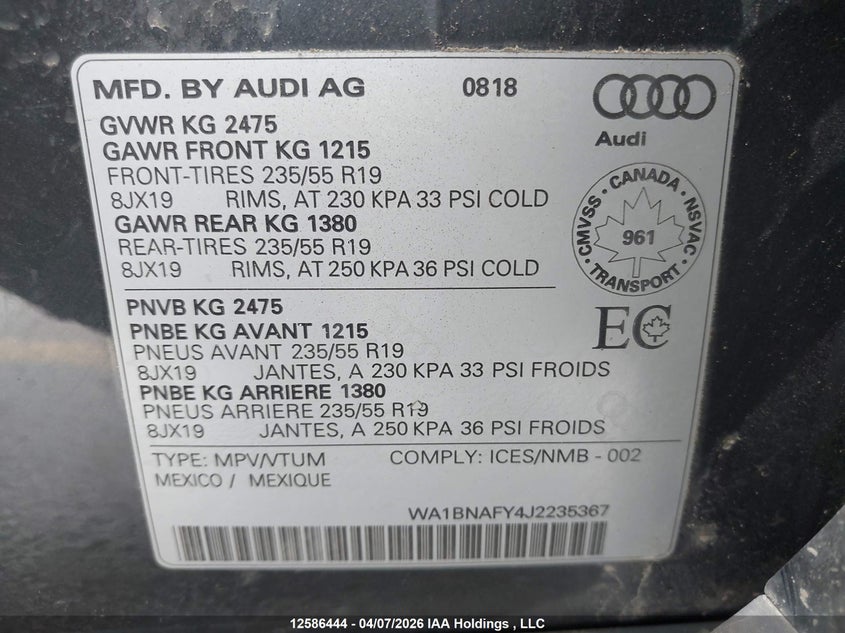 MFD. BY AUDI AG 0818
Audi
GVWR KG 2475
GAWR FRONT KG 1215
FRONT-TIRES 235/55 R19
8JX19 RIMS, AT 230 KPA 33 PSI COLD
GAWR REAR KG 1380
REAR-TIRES 235/55 R19
8JX19 RIMS, AT 250 KPA 36 PSI COLD
CMVSS · CANADA · NSVAC · TRANSPORT ·
961
EC
PNVB KG 2475
PNBE KG AVANT 1215
PNEUS AVANT 235/55 R19
8JX19 JANTES, A 230 KPA 33 PSI FROIDS
PNBE KG ARRIERE 1380
PNEUS ARRIERE 235/55 R19
8JX19 JANTES, A 250 KPA 36 PSI FROIDS
TYPE: MPV/VTUM COMPLY: ICES/NMB - 002
MEXICO / MEXIQUE
WA1BNAFY4J2235367
12586444 - 04/07/2026 IAA Holdings , LLC